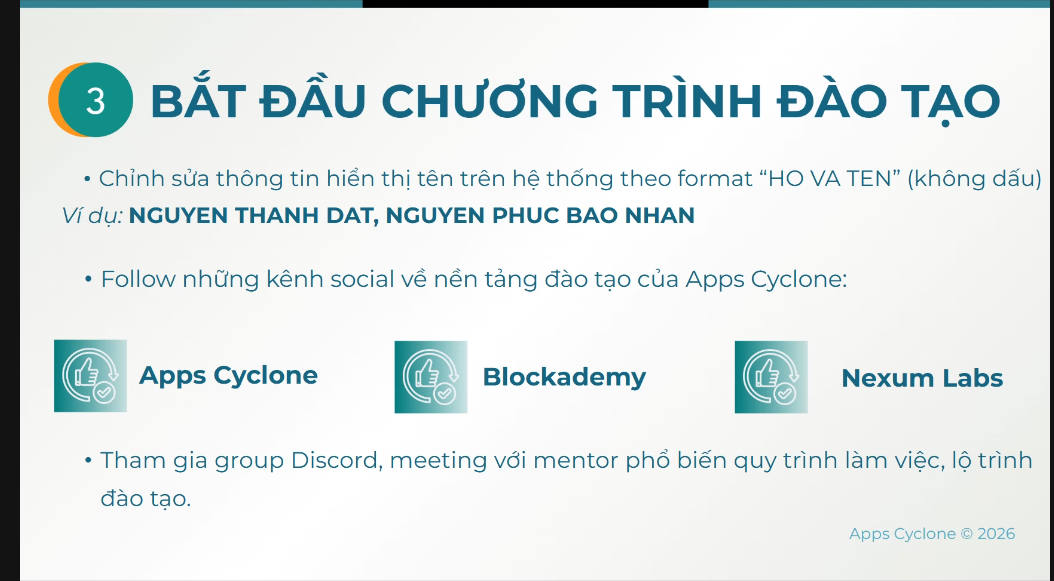 3 BẮT ĐẦU CHƯƠNG TRÌNH ĐÀO TẠO
• Chỉnh sửa thông tin hiển thị tên trên hệ thống theo format “HO VA TEN” (không dấu)
Ví dụ: NGUYEN THANH DAT, NGUYEN PHUC BAO NHAN
• Follow những kênh social về nền tảng đào tạo của Apps Cyclone:
Apps Cyclone Blockademy Nexum Labs
• Tham gia group Discord, meeting với mentor phổ biến quy trình làm việc, lộ trình
đào tạo.
Apps Cyclone © 2026